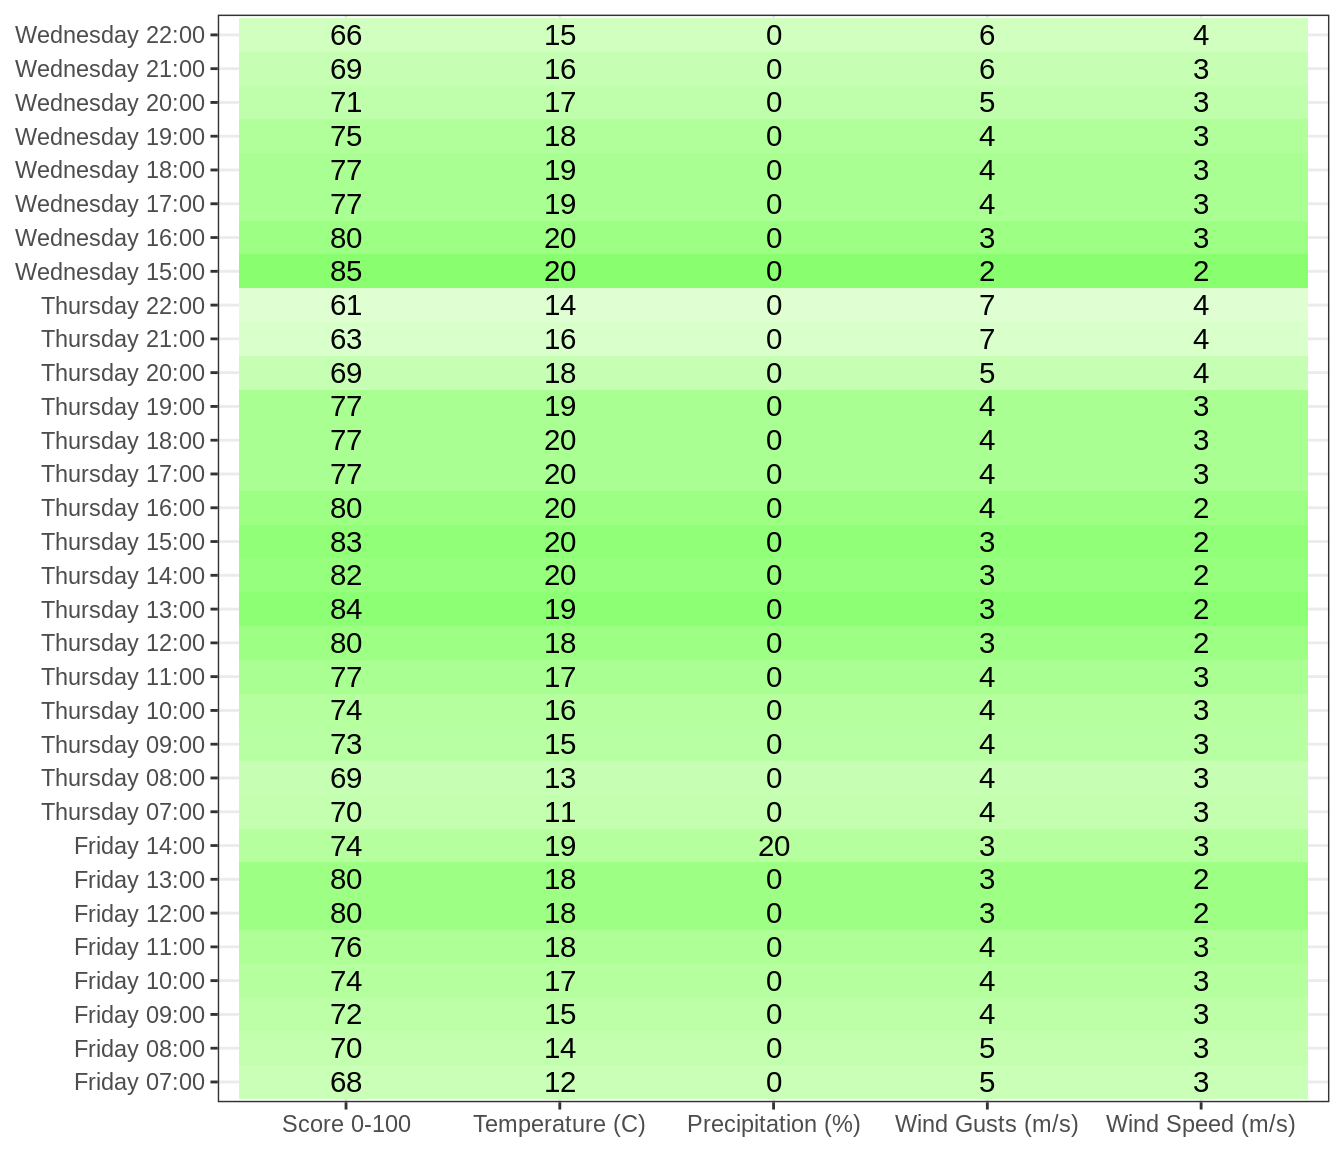 Wednesday 22:00 66 15 0 6 4
Wednesday 21:00 69 16 0 6 3
Wednesday 20:00 71 17 0 5 3
Wednesday 19:00 75 18 0 4 3
Wednesday 18:00 77 19 0 4 3
Wednesday 17:00 77 19 0 4 3
Wednesday 16:00 80 20 0 3 3
Wednesday 15:00 85 20 0 2 2
Thursday 22:00 61 14 0 7 4
Thursday 21:00 63 16 0 7 4
Thursday 20:00 69 18 0 5 4
Thursday 19:00 77 19 0 4 3
Thursday 18:00 77 20 0 4 3
Thursday 17:00 77 20 0 4 3
Thursday 16:00 80 20 0 4 2
Thursday 15:00 83 20 0 3 2
Thursday 14:00 82 20 0 3 2
Thursday 13:00 84 19 0 3 2
Thursday 12:00 80 18 0 3 2
Thursday 11:00 77 17 0 4 3
Thursday 10:00 74 16 0 4 3
Thursday 09:00 73 15 0 4 3
Thursday 08:00 69 13 0 4 3
Thursday 07:00 70 11 0 4 3
Friday 14:00 74 19 20 3 3
Friday 13:00 80 18 0 3 2
Friday 12:00 80 18 0 3 2
Friday 11:00 76 18 0 4 3
Friday 10:00 74 17 0 4 3
Friday 09:00 72 15 0 4 3
Friday 08:00 70 14 0 5 3
Friday 07:00 68 12 0 5 3
Score 0-100 Temperature (C) Precipitation (%) Wind Gusts (m/s) Wind Speed (m/s)